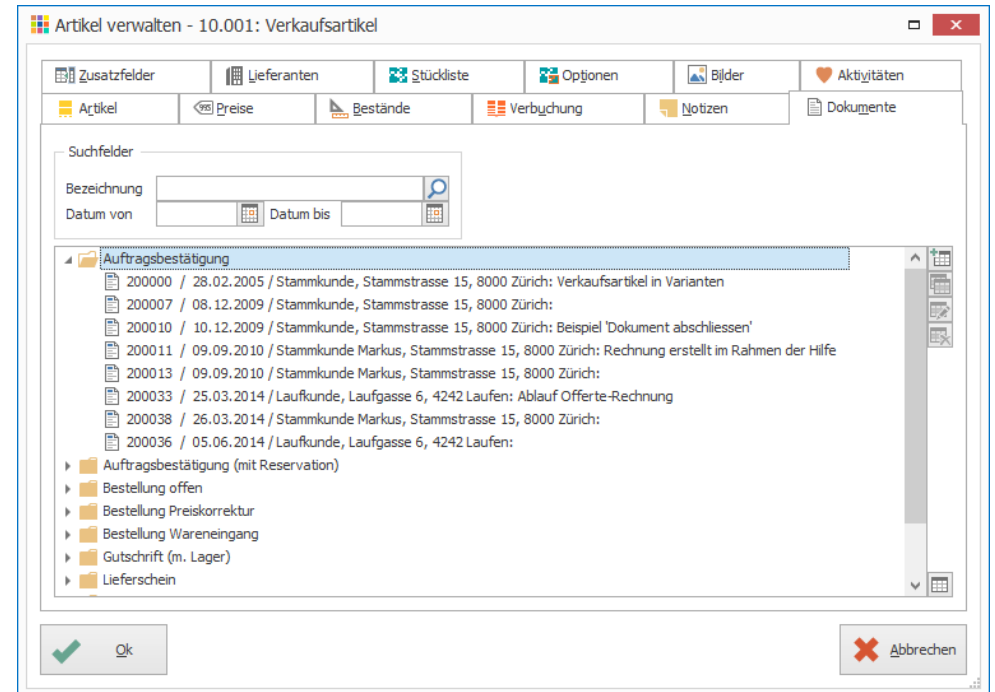 Artikel verwalten - 10.001: Verkaufsartikel
Zusatzfelder Lieferanten Stückliste Optionen Bilder Aktivitäten
Artikel Preise Bestände Verbuchung Notizen Dokumente
Suchfelder
Bezeichnung
Datum von Datum bis
Auftragsbestätigung
200000 / 28.02.2005 / Stammkunde, Stammstrasse 15, 8000 Zürich: Verkaufsartikel in Varianten
200007 / 08.12.2009 / Stammkunde, Stammstrasse 15, 8000 Zürich:
200010 / 10.12.2009 / Stammkunde, Stammstrasse 15, 8000 Zürich: Beispiel 'Dokument abschliessen'
200011 / 09.09.2010 / Stammkunde Markus, Stammstrasse 15, 8000 Zürich: Rechnung erstellt im Rahmen der Hilfe
200013 / 09.09.2010 / Stammkunde Markus, Stammstrasse 15, 8000 Zürich:
200033 / 25.03.2014 / Laufkunde, Laufgasse 6, 4242 Laufen: Ablauf Offerte-Rechnung
200038 / 26.03.2014 / Stammkunde Markus, Stammstrasse 15, 8000 Zürich:
200036 / 05.06.2014 / Laufkunde, Laufgasse 6, 4242 Laufen:
Auftragsbestätigung (mit Reservation)
Bestellung offen
Bestellung Preiskorrektur
Bestellung Wareneingang
Gutschrift (m. Lager)
Lieferschein
Ok Abbrechen